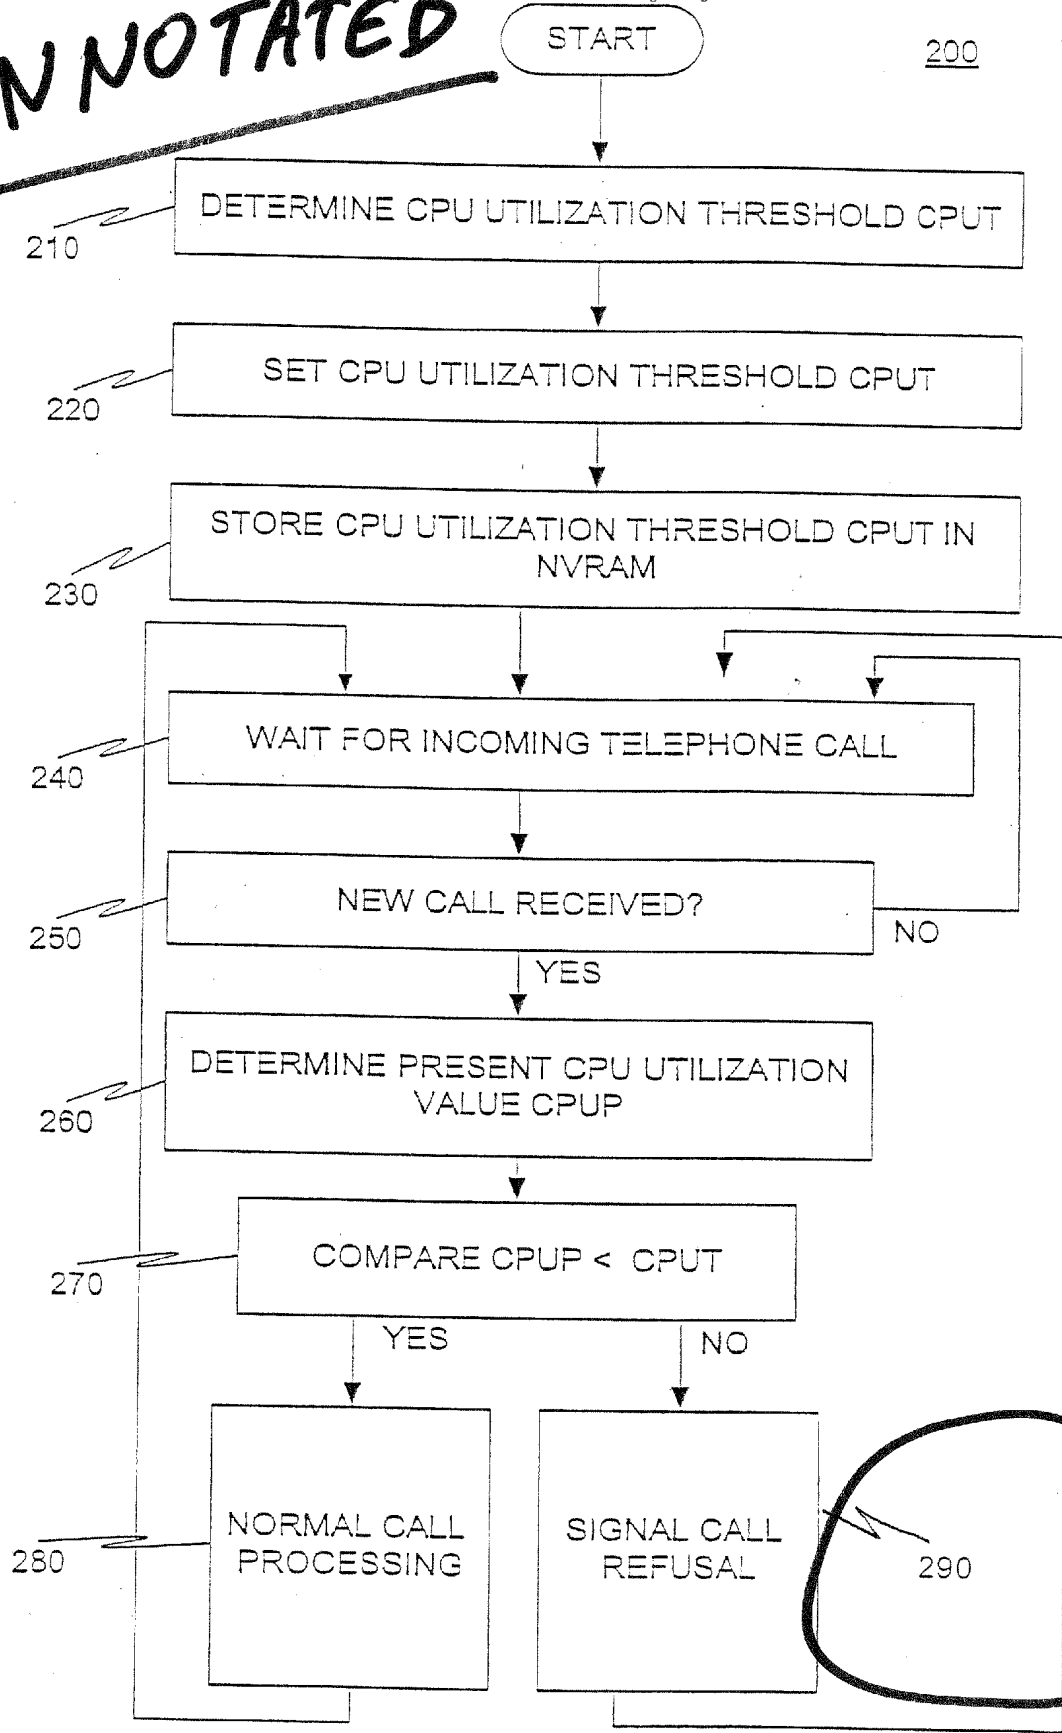 NNOTATED
START
200
DETERMINE CPU UTILIZATION THRESHOLD CPUT
210
SET CPU UTILIZATION THRESHOLD CPUT
220
STORE CPU UTILIZATION THRESHOLD CPUT IN
NVRAM
230
WAIT FOR INCOMING TELEPHONE CALL
240
NEW CALL RECEIVED?
250
NO
YES
DETERMINE PRESENT CPU UTILIZATION
VALUE CPUP
260
COMPARE CPUP < CPUT
270
YES
NO
NORMAL CALL
PROCESSING
280
SIGNAL CALL
REFUSAL
290